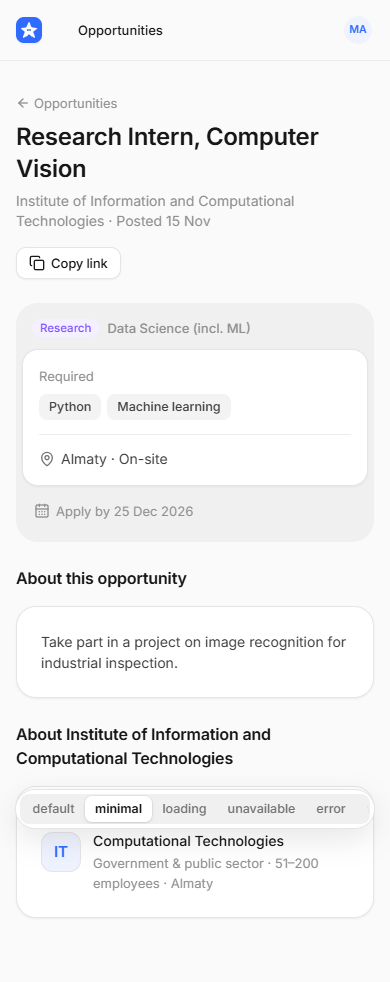 Opportunities
MA
Opportunities
Research Intern, Computer
Vision
Institute of Information and Computational
Technologies · Posted 15 Nov
Copy link
Research Data Science (incl. ML)
Required
Python Machine learning
Almaty · On-site
Apply by 25 Dec 2026
About this opportunity
Take part in a project on image recognition for
industrial inspection.
About Institute of Information and
Computational Technologies
default minimal loading unavailable error
IT
Computational Technologies
Government & public sector · 51–200
employees · Almaty